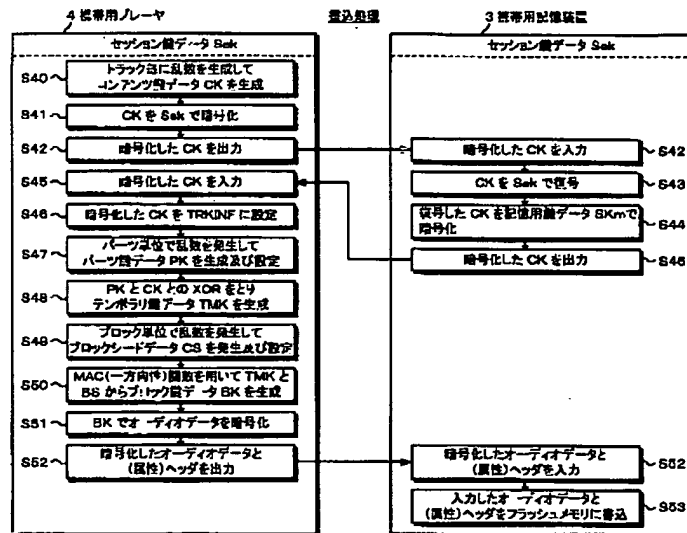 4 携帯用プレーヤ
書込処理
3 携帯用記憶装置
セッション鍵データ Sek
S40
トラック部に乱数を生成して
コンテンツ鍵データ CK を生成
S41
CK を Sek で暗号化
S42
暗号化した CK を出力
S45
暗号化した CK を入力
S46
暗号化した CK を TRKINF に設定
S47
パーツ単位で乱数を発生して
パーツ鍵データ PK を生成及び設定
S48
PK と CK との XOR をとり
テンポラリ鍵データ TMK を生成
S49
ブロック単位で乱数を発生して
ブロックシードデータ CS を発生及び設定
S50
MAC(一方向性)関数を用いて TMK と
BS からブロック鍵データ BK を生成
S51
BK でオーディオデータを暗号化
S52
暗号化したオーディオデータと
(属性)ヘッダを出力
セッション鍵データ Sek
暗号化した CK を入力
S42
CK を Sek で復号
S43
復号した CK を記憶用鍵データ SKm で
暗号化
S44
暗号化した CK を出力
S45
暗号化したオーディオデータと
(属性)ヘッダを入力
S52
入力したオーディオデータと
(属性)ヘッダをフラッシュメモリに書込
S53